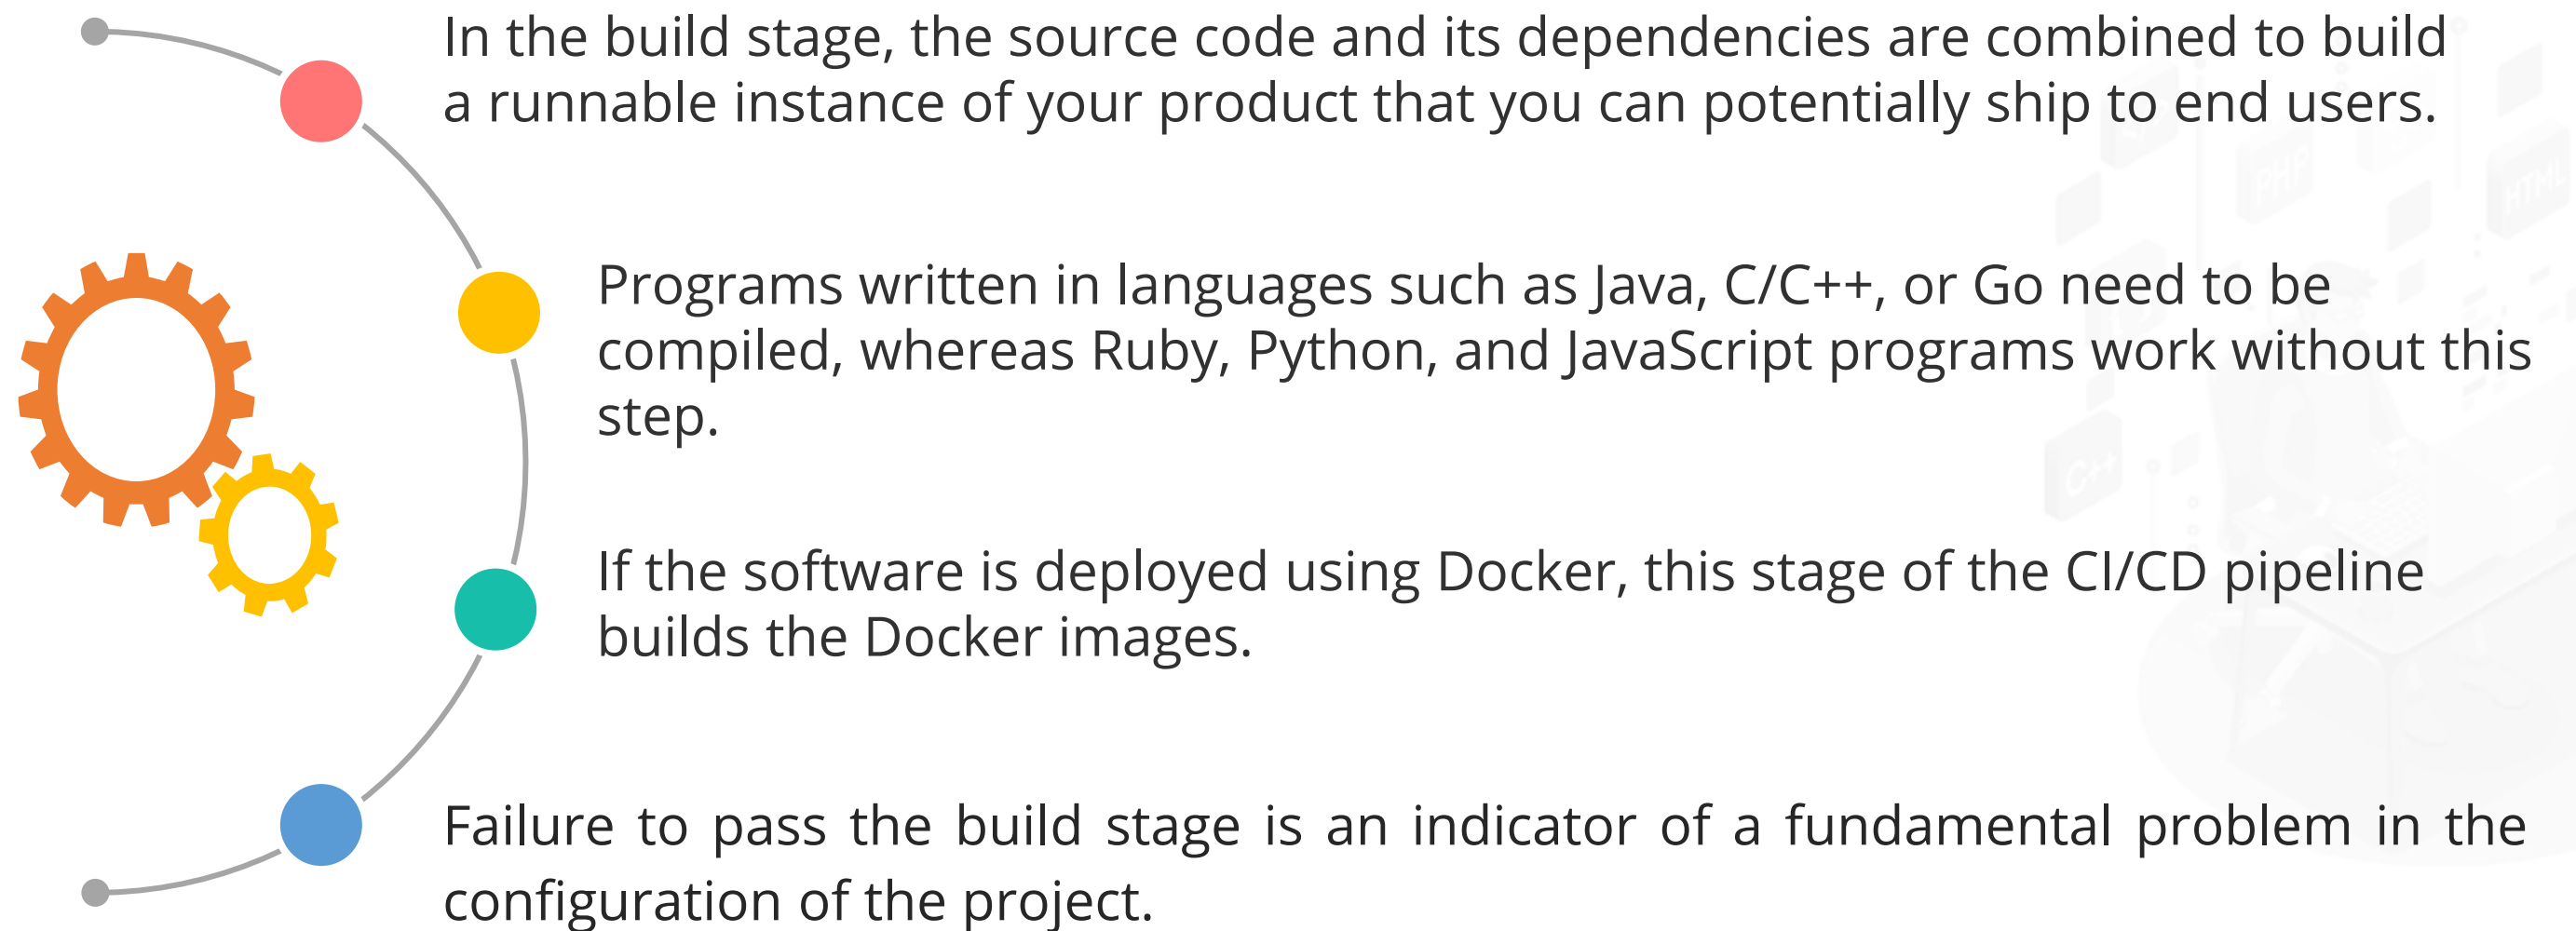 In the build stage, the source code and its dependencies are combined to build
a runnable instance of your product that you can potentially ship to end users.
PHP
HTML
Programs written in languages such as Java, C/C++, or Go need to be
compiled, whereas Ruby, Python, and JavaScript programs work without this
step.
C++
If the software is deployed using Docker, this stage of the CI/CD pipeline
builds the Docker images.
Failure to pass the build stage is an indicator of a fundamental problem in the
configuration of the project.